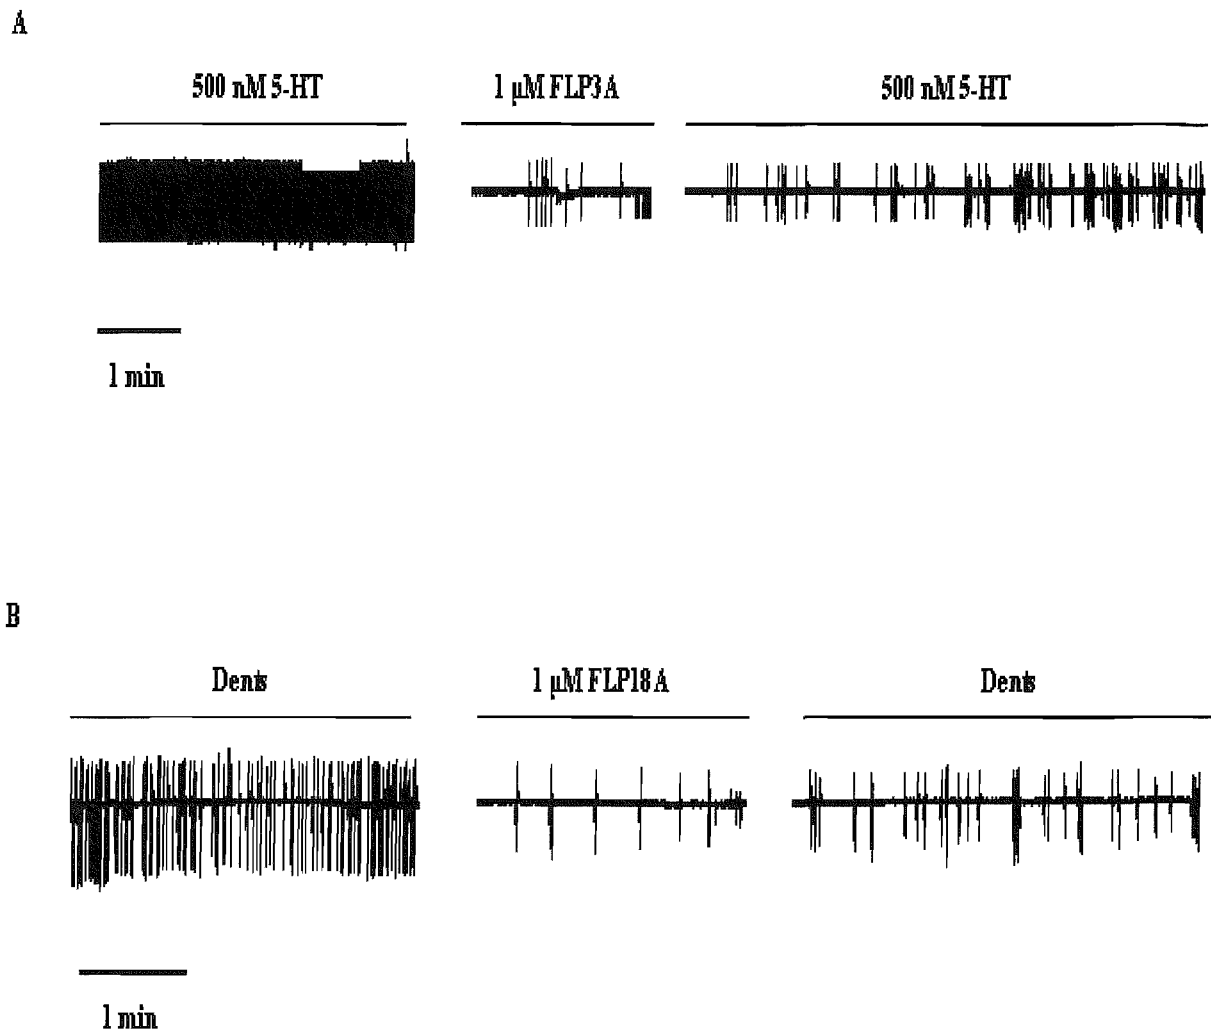 A
500 nM 5-HT
1 μM FLP3A
500 nM 5-HT
1 min
B
Dents
1 μM FLP18A
Dents
1 min